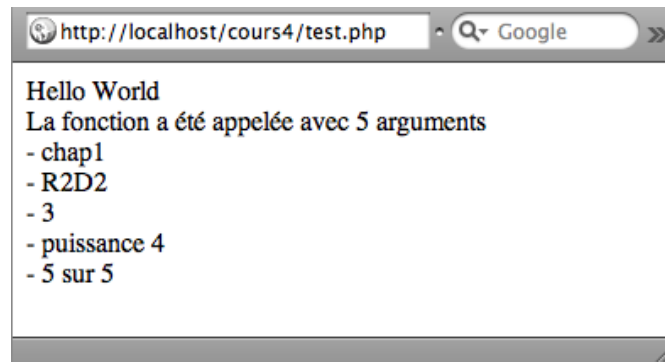 http://localhost/cours4/test.php Google
Hello World
La fonction a été appelée avec 5 arguments
- chap1
- R2D2
- 3
- puissance 4
- 5 sur 5